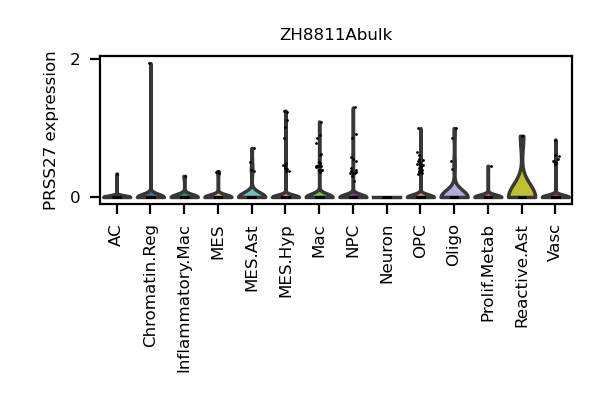 ZH8811Abulk
PRSS27 expression
2
0
AC
Chromatin.Reg
Inflammatory.Mac
MES
MES.Ast
MES.Hyp
Mac
NPC
Neuron
OPC
Oligo
Prolif.Metab
Reactive.Ast
Vasc